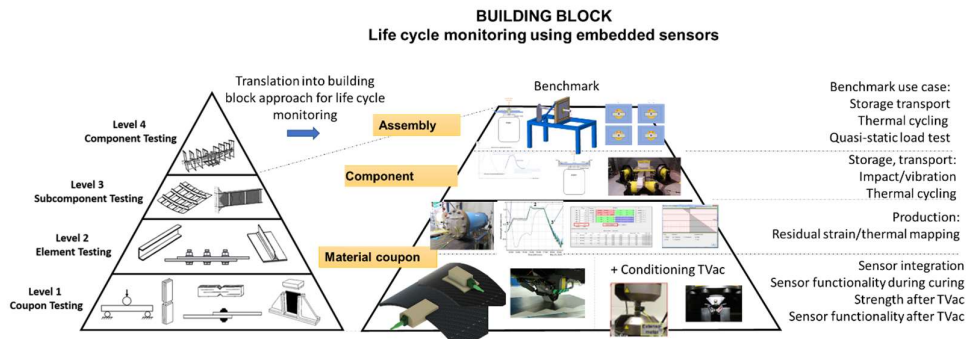 BUILDING BLOCK
Life cycle monitoring using embedded sensors
Translation into building
block approach for life cycle
monitoring
Level 4
Component Testing
Level 3
Subcomponent Testing
Level 2
Element Testing
Level 1
Coupon Testing
Benchmark
Assembly
Component
Material coupon
+ Conditioning TVac
Benchmark use case:
Storage transport
Thermal cycling
Quasi-static load test
Storage, transport:
Impact/vibration
Thermal cycling
Production:
Residual strain/thermal mapping
Sensor integration
Sensor functionality during curing
Strength after TVac
Sensor functionality after TVac